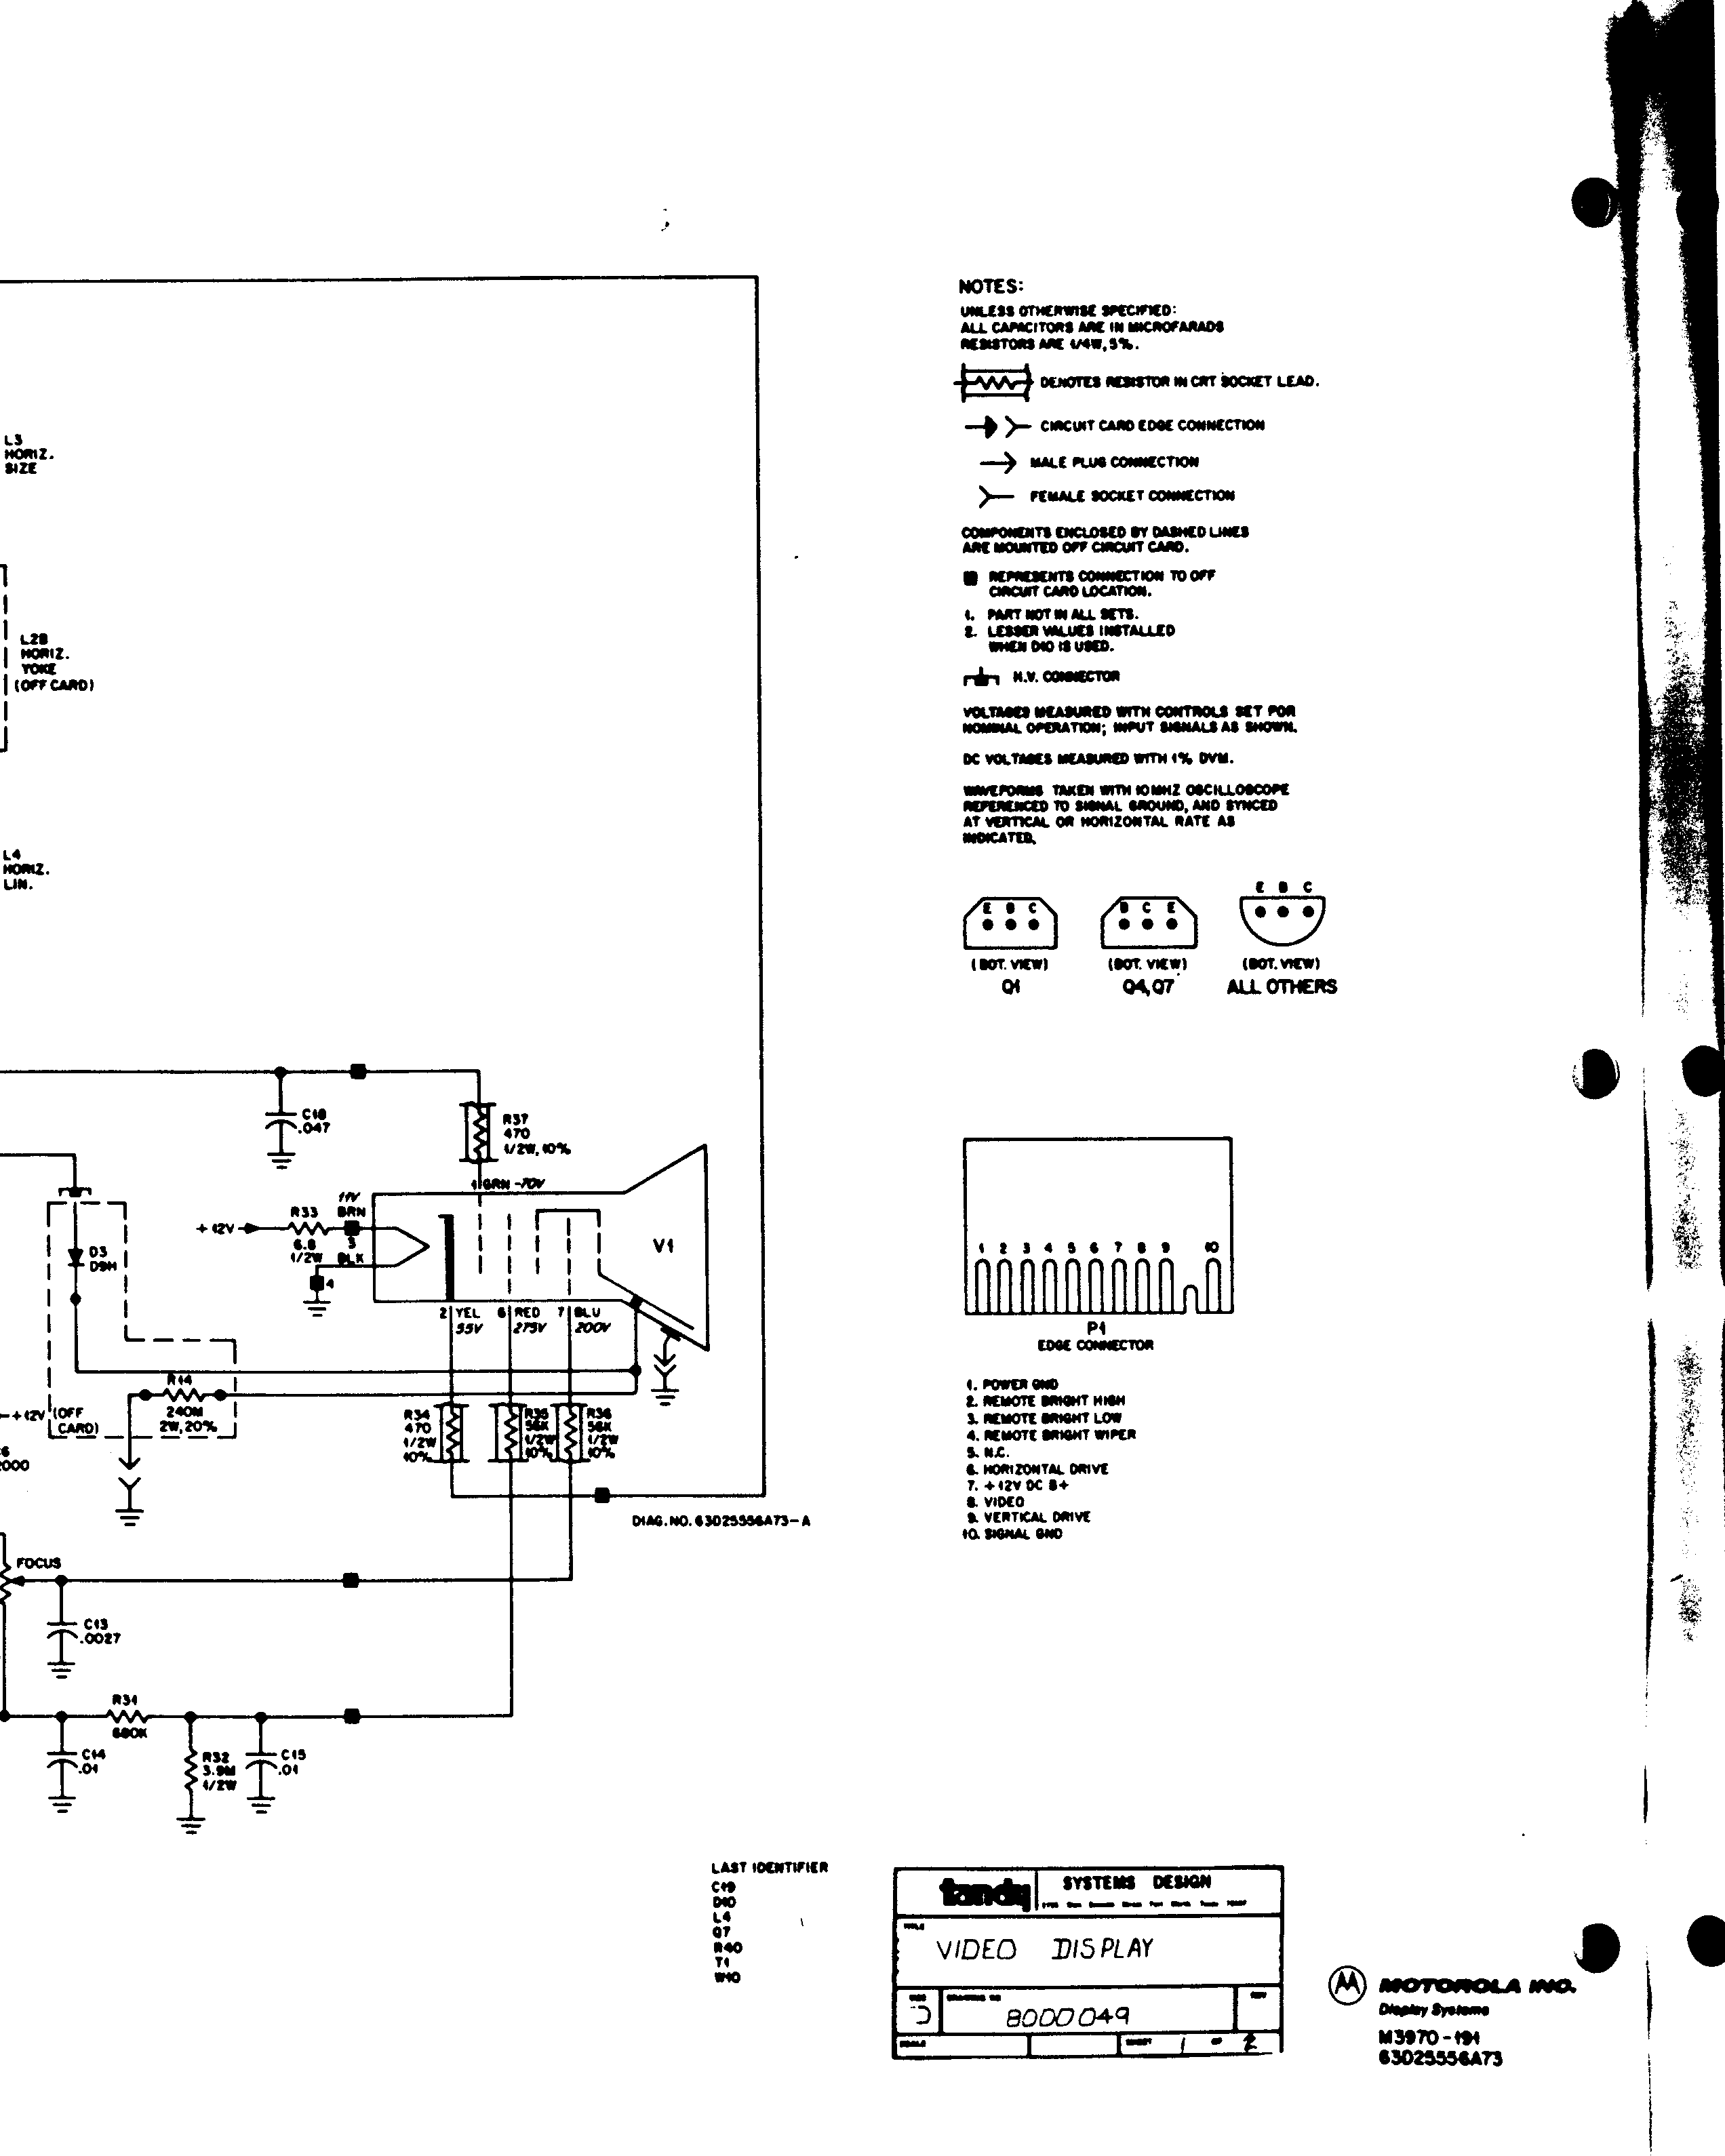 NOTES:
UNLESS OTHERWISE SPECIFIED:
ALL CAPACITORS ARE IN MICROFARADS
RESISTORS ARE 1/4W, 5%.
DENOTES RESISTOR IN CRT SOCKET LEAD.
CIRCUIT CARD EDGE CONNECTION
MALE PLUG CONNECTION
FEMALE SOCKET CONNECTION
COMPONENTS ENCLOSED BY DASHED LINES
ARE MOUNTED OFF CIRCUIT CARD.
REPRESENTS CONNECTION TO OFF
CIRCUIT CARD LOCATION.
1. PART NOT IN ALL SETS.
2. LESSER VALUES INSTALLED
WHEN D10 IS USED.
H.V. CONNECTOR
VOLTAGES MEASURED WITH CONTROLS SET FOR
NOMINAL OPERATION; INPUT SIGNALS AS SHOWN.
DC VOLTAGES MEASURED WITH 1% DVM.
WAVEFORMS TAKEN WITH 10MHZ OSCILLOSCOPE
REFERENCED TO SIGNAL GROUND, AND SYNCED
AT VERTICAL OR HORIZONTAL RATE AS
INDICATED.
L3
HORIZ.
SIZE
L2B
HORIZ.
YOKE
(OFF CARD)
L4
HORIZ.
LIN.
E B C
(BOT. VIEW)
Q1
B C E
(BOT. VIEW)
Q4,Q7
E B C
(BOT. VIEW)
ALL OTHERS
C18
.047
R37
470
1/2W, 10%
1 GRN -70V
11V
BRN
R33
+12V
6.8
1/2W
3
BLK
4
V1
D3
D9H
2 YEL
55V
6 RED
275V
7 BLU
200V
R14
240M
2W, 20%
+12V
(OFF
CARD)
R34
470
1/2W
10%
R35
56K
1/2W
10%
R36
56K
1/2W
10%
DIAG.NO. 63D25556A73-A
FOCUS
C13
.0027
R31
680K
C14
.01
R32
3.9M
1/2W
C15
.01
1 2 3 4 5 6 7 8 9 10
P1
EDGE CONNECTOR
1. POWER GND
2. REMOTE BRIGHT HIGH
3. REMOTE BRIGHT LOW
4. REMOTE BRIGHT WIPER
5. N.C.
6. HORIZONTAL DRIVE
7. +12V DC B+
8. VIDEO
9. VERTICAL DRIVE
10. SIGNAL GND
LAST IDENTIFIER
C19
D10
L4
Q7
R40
T1
W10
tandy
SYSTEMS DESIGN
TITLE
VIDEO DISPLAY
SIZE
D
DRAWING NO
8000049
REV
SCALE
SHEET 1 OF 2
MOTOROLA INC.
Display Systems
M3970-191
63D25556A73